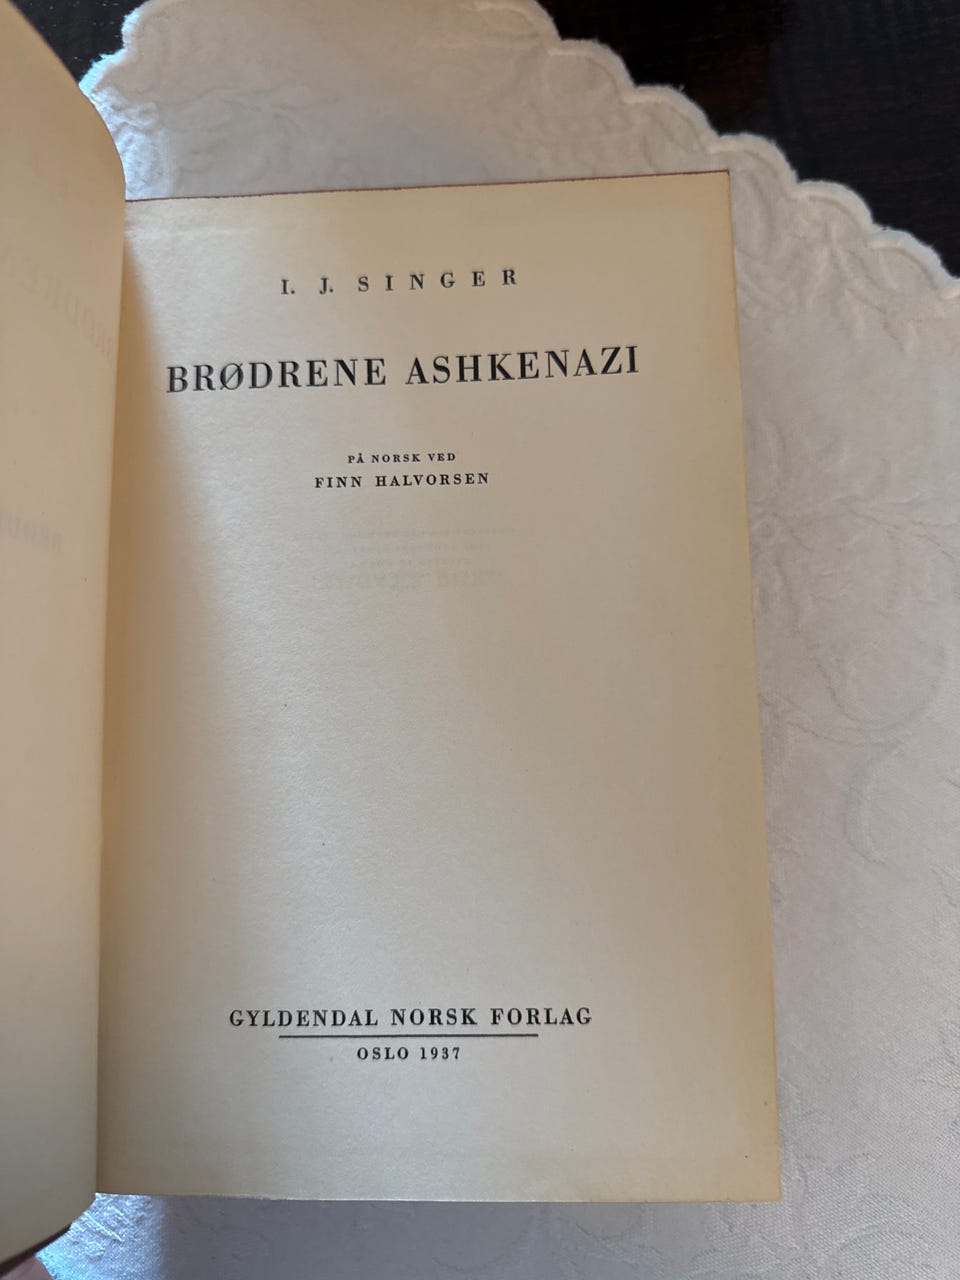 I. J. SINGER
BRØDRENE ASHKENAZI
PÅ NORSK VED
FINN HALVORSEN
GYLDENDAL NORSK FORLAG
OSLO 1937